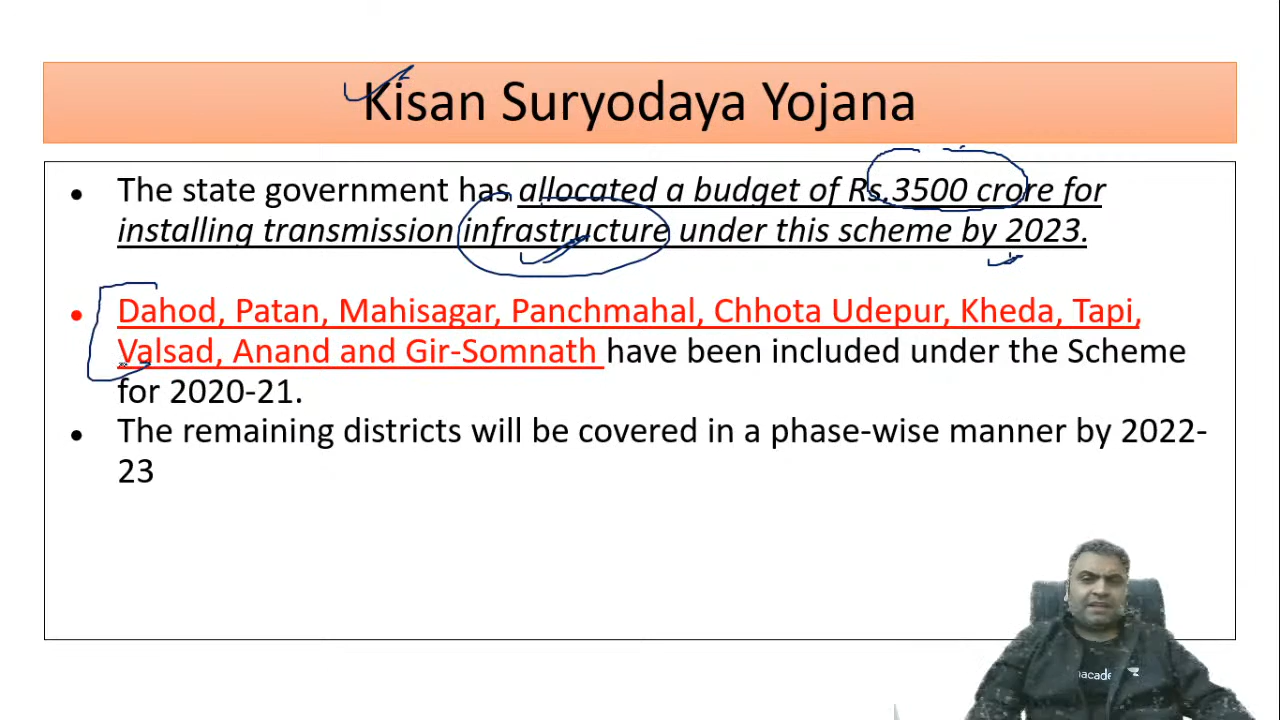 Kisan Suryodaya Yojana
• The state government has allocated a budget of Rs.3500 crore for
installing transmission infrastructure under this scheme by 2023.
• Dahod, Patan, Mahisagar, Panchmahal, Chhota Udepur, Kheda, Tapi,
Valsad, Anand and Gir-Somnath have been included under the Scheme
for 2020-21.
• The remaining districts will be covered in a phase-wise manner by 2022-
23